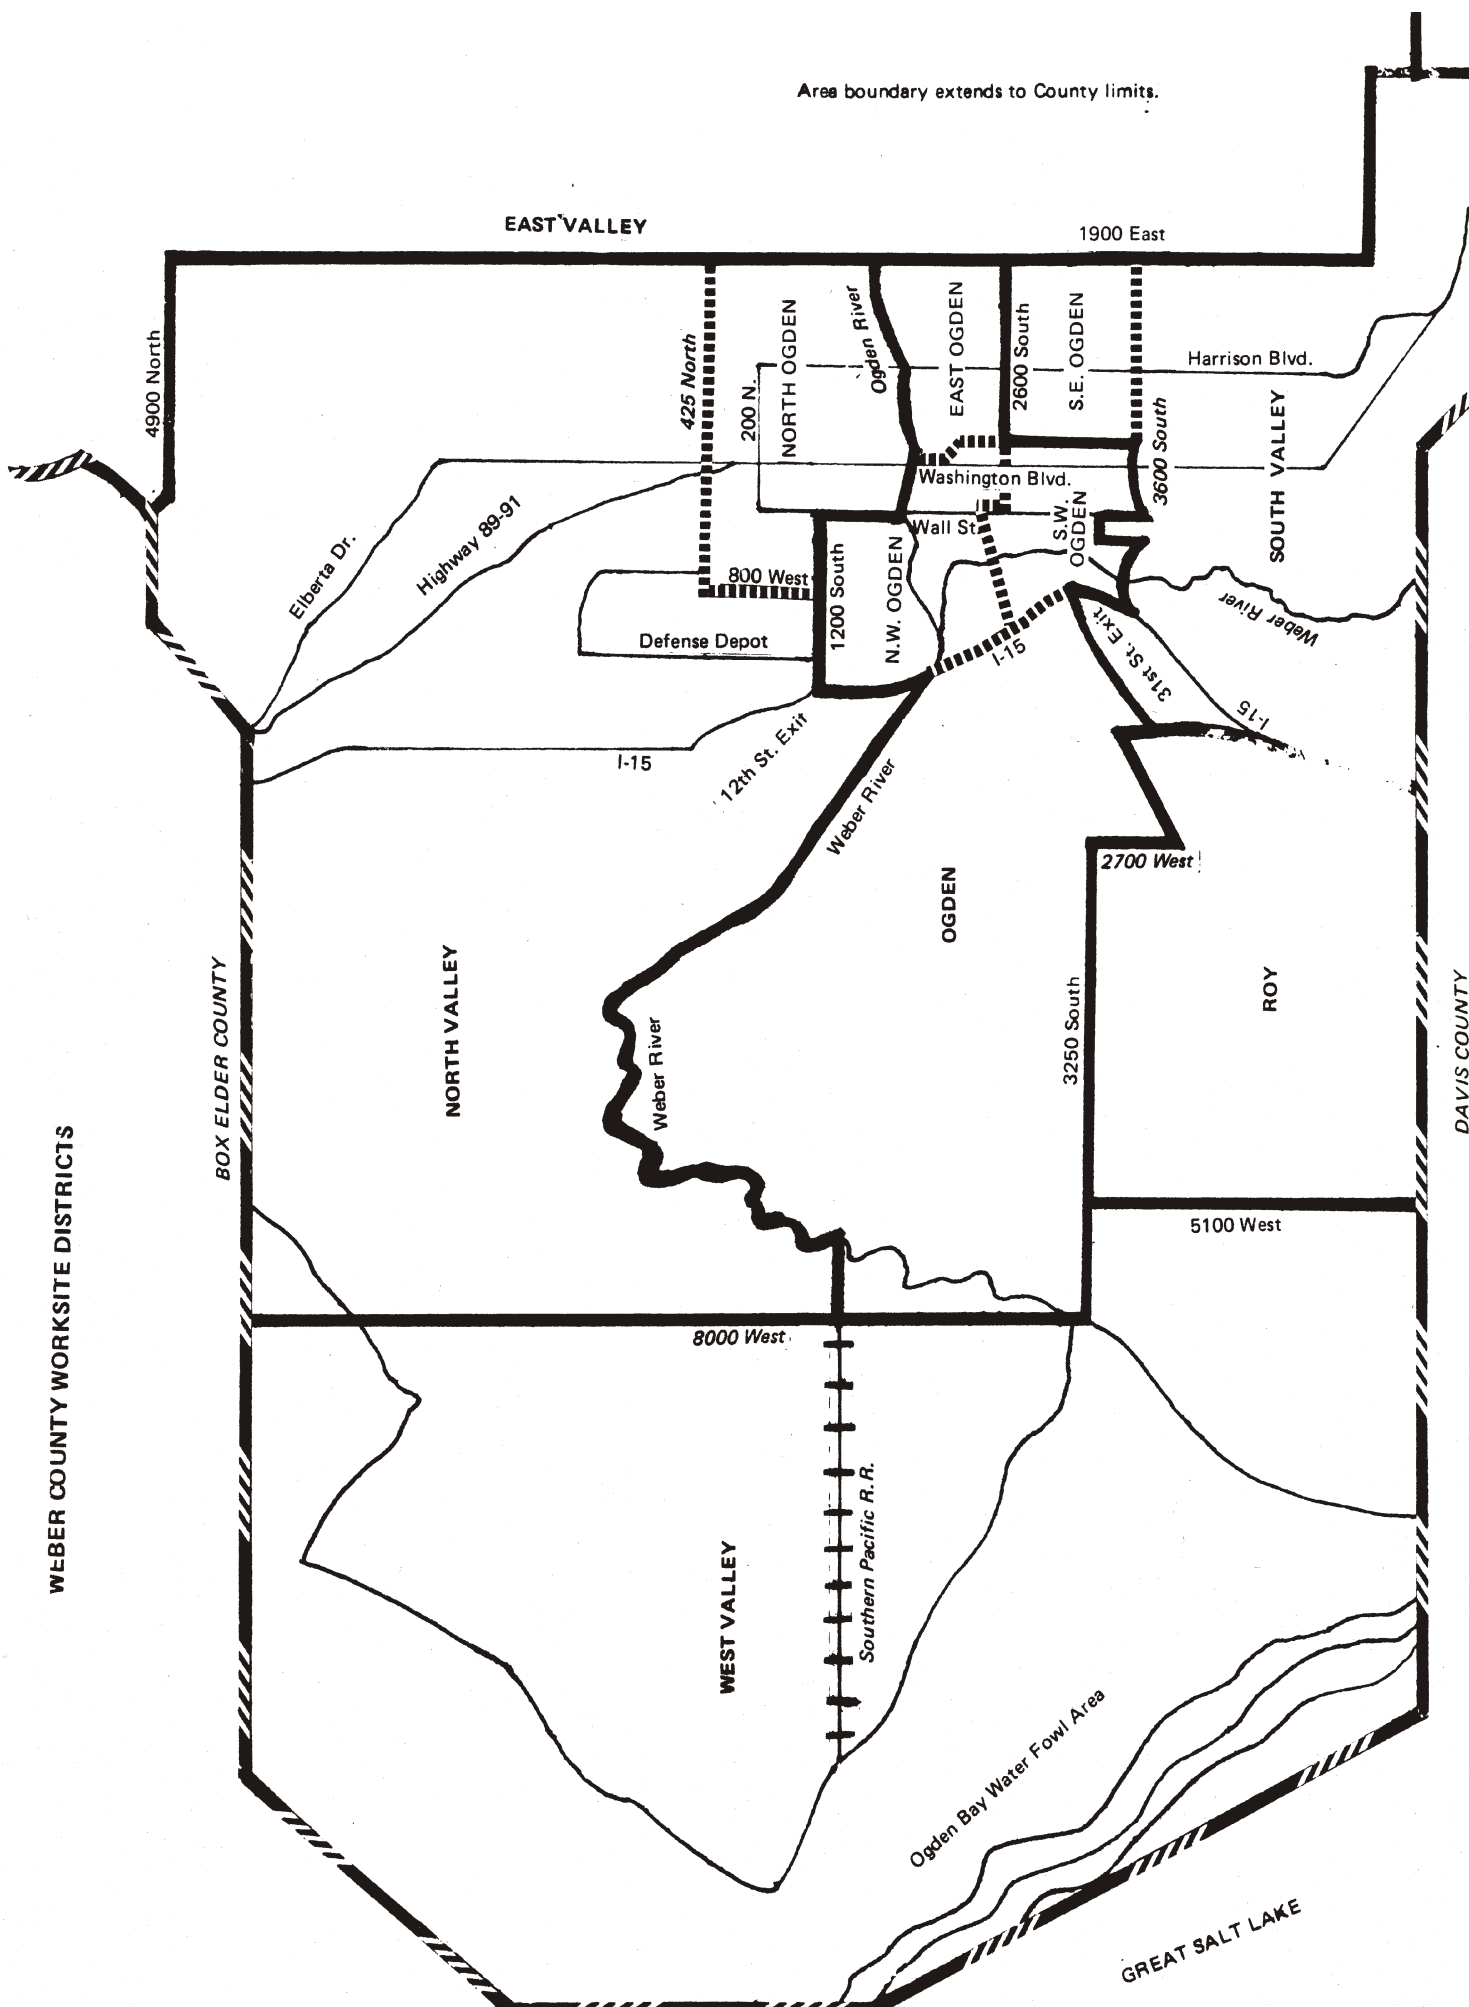 Area boundary extends to County limits.
EAST VALLEY
1900 East
4900 North
425 North
200 N.
NORTH OGDEN
Ogden River
EAST OGDEN
2600 South
S.E. OGDEN
Harrison Blvd.
3600 South
SOUTH VALLEY
Washington Blvd.
Wall St.
S.W.
OGDEN
Elberta Dr.
Highway 89-91
800 West
1200 South
N.W. OGDEN
Defense Depot
I-15
31st St. Exit
Weber River
I-15
I-15
12th St. Exit
Weber River
2700 West
OGDEN
NORTH VALLEY
BOX ELDER COUNTY
Weber River
3250 South
ROY
DAVIS COUNTY
WEBER COUNTY WORKSITE DISTRICTS
5100 West
8000 West
WEST VALLEY
Southern Pacific R.R.
Ogden Bay Water Fowl Area
GREAT SALT LAKE